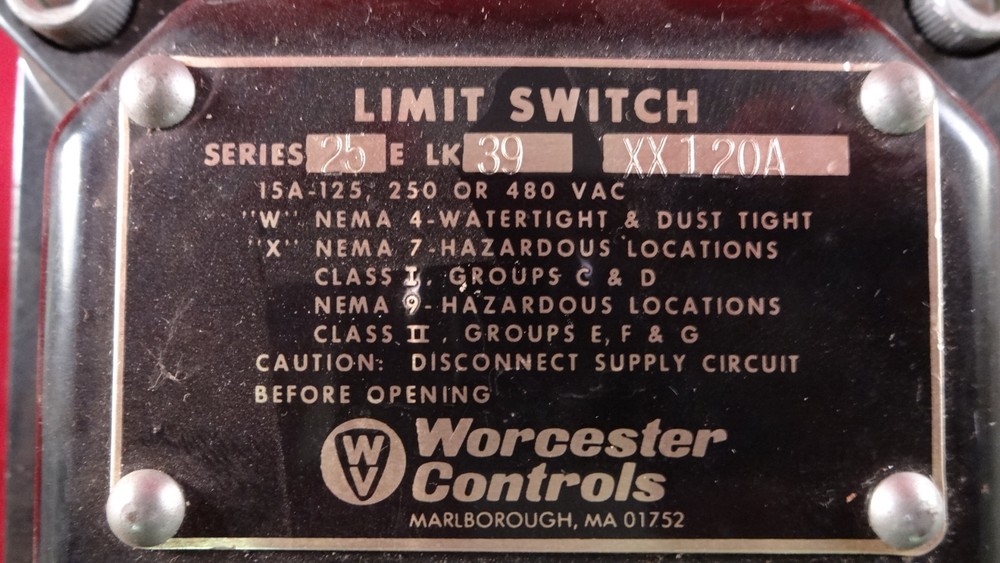 LIMIT SWITCH
SERIES 25 E LK 39 XX120A
15A-125, 250 OR 480 VAC
"W" NEMA 4-WATERTIGHT & DUST TIGHT
"X" NEMA 7-HAZARDOUS LOCATIONS
CLASS I, GROUPS C & D
NEMA 9-HAZARDOUS LOCATIONS
CLASS II, GROUPS E, F & G
CAUTION: DISCONNECT SUPPLY CIRCUIT
BEFORE OPENING
W
V
Worcester
Controls
MARLBOROUGH, MA 01752